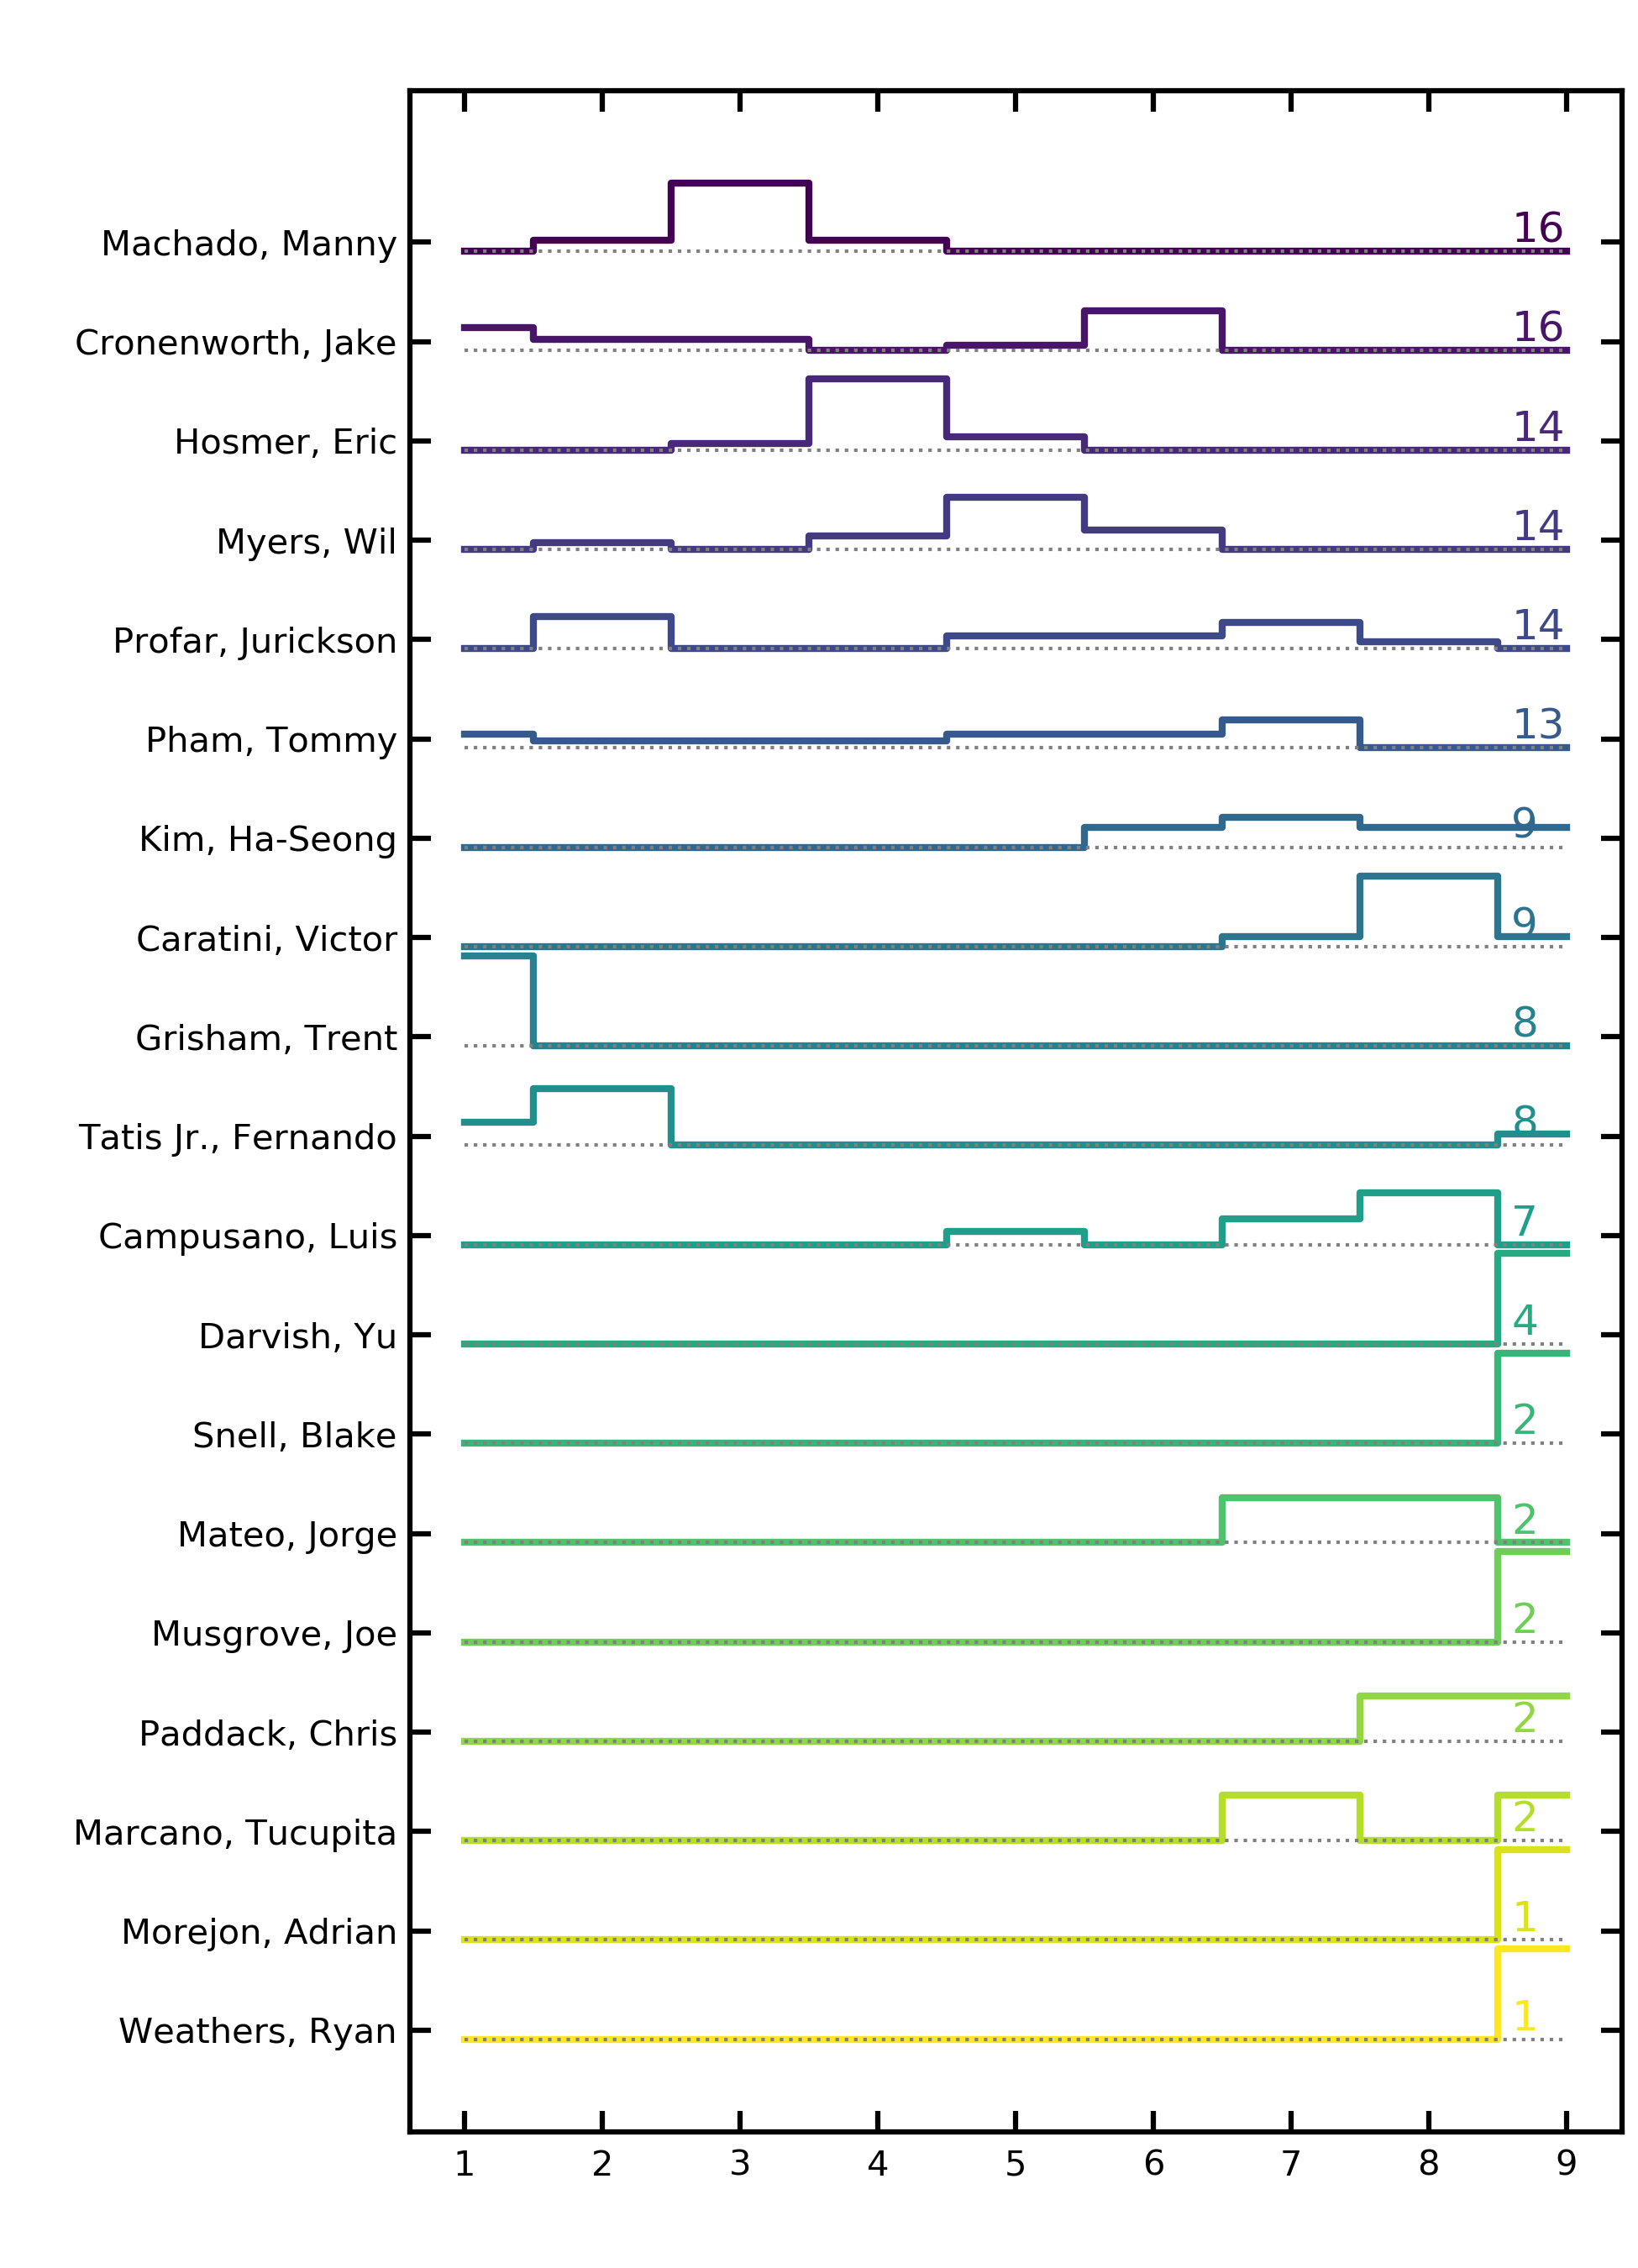 Machado, Manny 16
Cronenworth, Jake 16
Hosmer, Eric 14
Myers, Wil 14
Profar, Jurickson 14
Pham, Tommy 13
Kim, Ha-Seong 9
Caratini, Victor 9
Grisham, Trent 8
Tatis Jr., Fernando 8
Campusano, Luis 7
Darvish, Yu 4
Snell, Blake 2
Mateo, Jorge 2
Musgrove, Joe 2
Paddack, Chris 2
Marcano, Tucupita 2
Morejon, Adrian 1
Weathers, Ryan 1
1 2 3 4 5 6 7 8 9